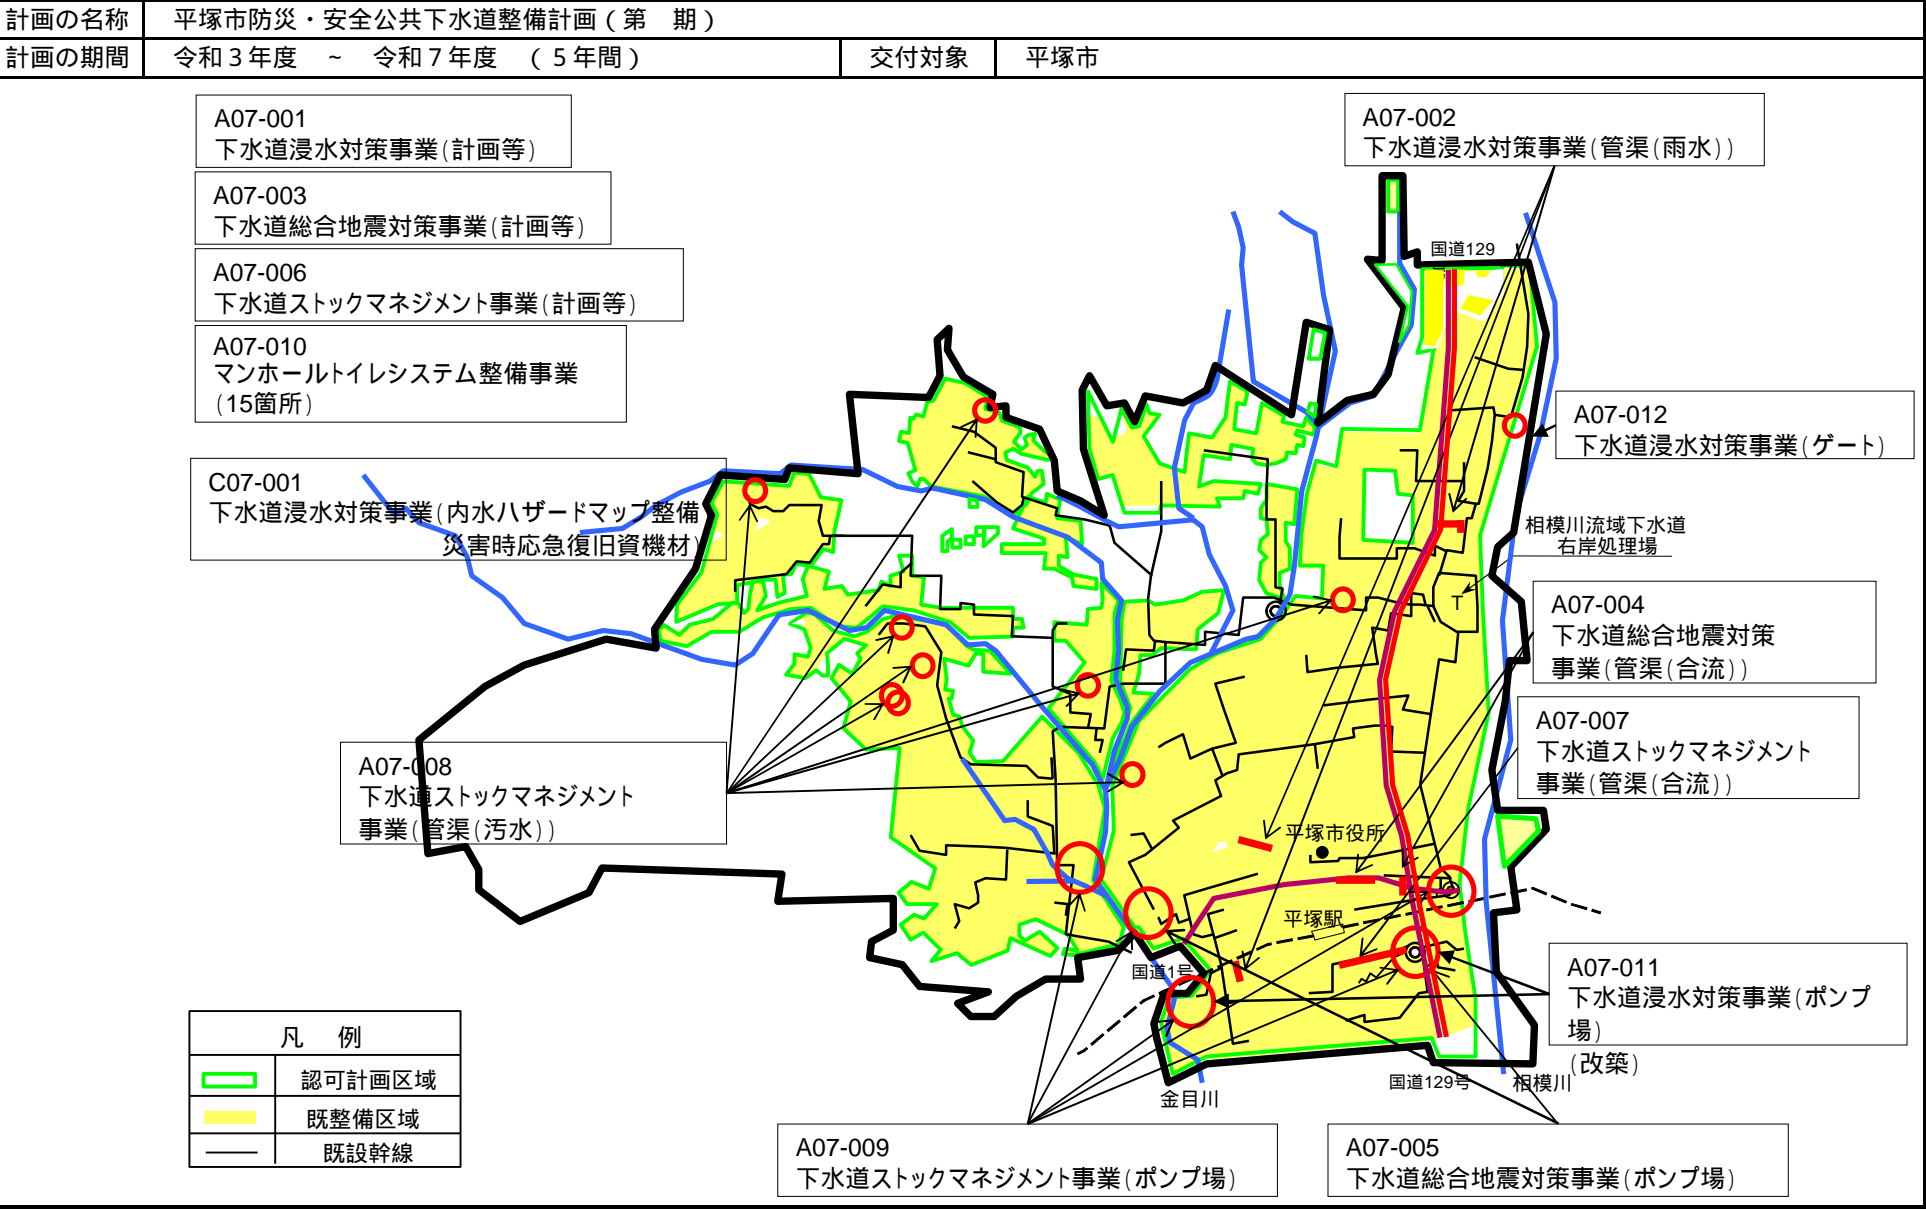 計画の名称 平塚市防災・安全公共下水道整備計画（第　期）
計画の期間 令和３年度　～　令和７年度　（５年間） 交付対象 平塚市
A07-001
下水道浸水対策事業(計画等)
A07-003
下水道総合地震対策事業(計画等)
A07-006
下水道ストックマネジメント事業(計画等)
A07-010
マンホールトイレシステム整備事業
(15箇所)
C07-001
下水道浸水対策事業(内水ハザードマップ整備
災害時応急復旧資機材)
A07-002
下水道浸水対策事業(管渠(雨水))
国道129
A07-012
下水道浸水対策事業(ゲート)
相模川流域下水道
右岸処理場
T
A07-004
下水道総合地震対策
事業(管渠(合流))
A07-007
下水道ストックマネジメント
事業(管渠(合流))
A07-008
下水道ストックマネジメント
事業(管渠(汚水))
平塚市役所
平塚駅
国道1号
A07-011
下水道浸水対策事業(ポンプ
場)
(改築)
国道129号
相模川
金目川
A07-009
下水道ストックマネジメント事業(ポンプ場)
A07-005
下水道総合地震対策事業(ポンプ場)
凡　例
認可計画区域
既整備区域
既設幹線